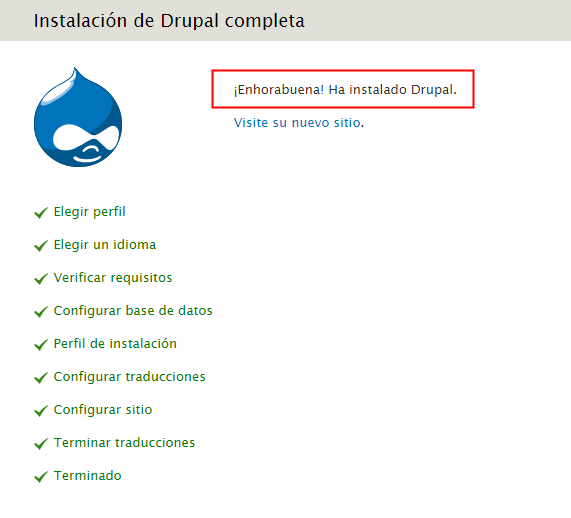 Instalación de Drupal completa
¡Enhorabuena! Ha instalado Drupal.
Visite su nuevo sitio.
Elegir perfil
Elegir un idioma
Verificar requisitos
Configurar base de datos
Perfil de instalación
Configurar traducciones
Configurar sitio
Terminar traducciones
Terminado